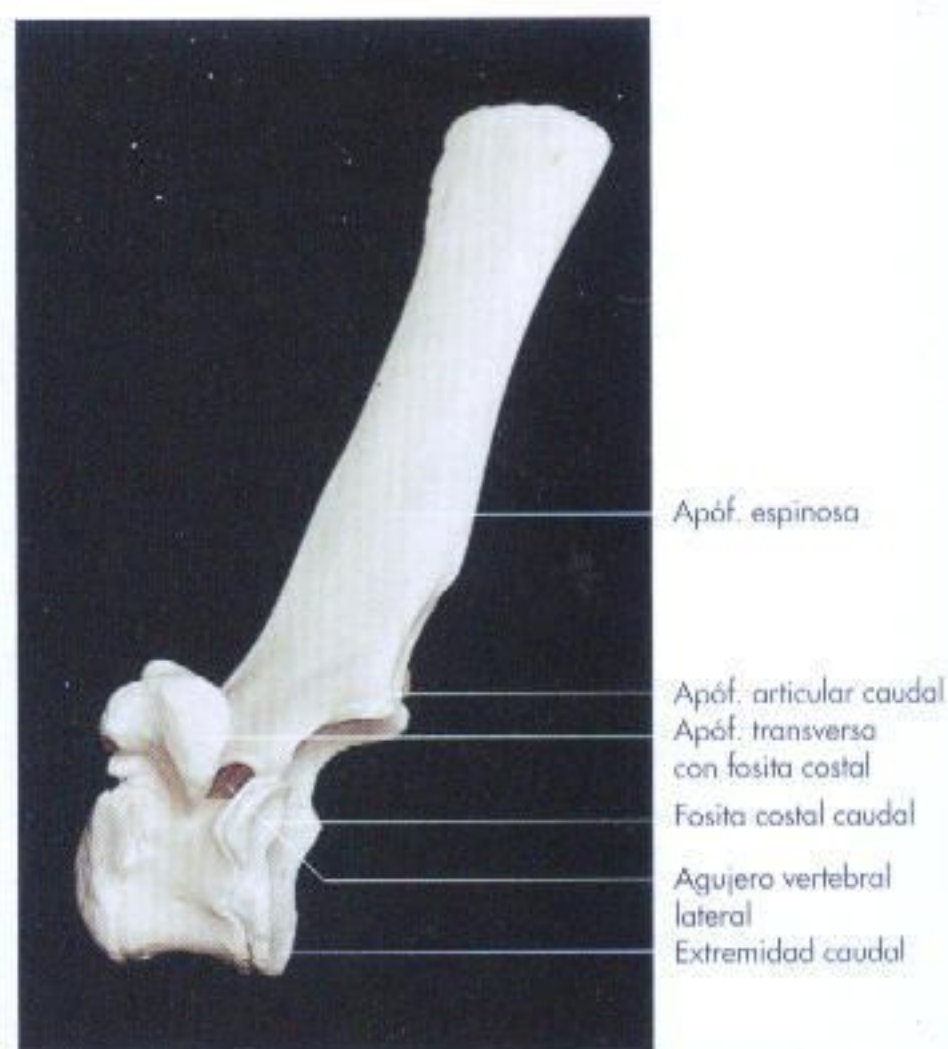 Apóf. espinosa
Apóf. articular caudal
Apóf. transversa
con fosita costal
Fosita costal caudal
Agujero vertebral
lateral
Extremidad caudal